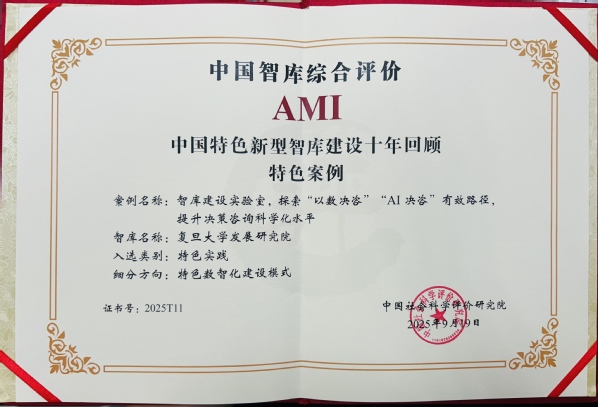 中国智库综合评价
AMI
中国特色新型智库建设十年回顾
特色案例
案例名称：智库建设实验室，探索“以数决咨”“AI决咨”有效路径，
提升决策咨询科学化水平
智库名称：复旦大学发展研究院
入选类别：特色实践
细分方向：特色数智化建设模式
证书号：2025T11
中国社会科学评价研究院
2025年9月19日